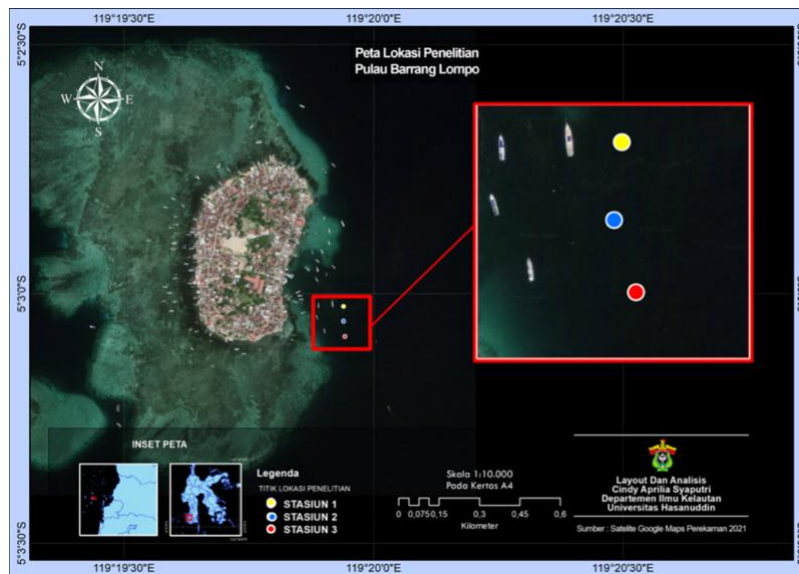 119°19'30"E 119°20'0"E 119°20'30"E
5°2'30"S
Peta Lokasi Penelitian
Pulau Barrang Lompo
N
W E
S
5°3'0"S 5°3'0"S
INSET PETA
Legenda
TITIK LOKASI PENELITIAN
STASIUN 1
STASIUN 2
STASIUN 3
Skala 1:10.000
Pada Kertas A4
0 0,075 0,15 0,3 0,45 0,6
Kilometer
Layout Dan Analisis
Cindy Aprilia Syaputri
Departemen Ilmu Kelautan
Universitas Hasanuddin
Sumber : Satelite Google Maps Perekaman 2021
5°3'30"S
119°19'30"E 119°20'0"E 119°20'30"E